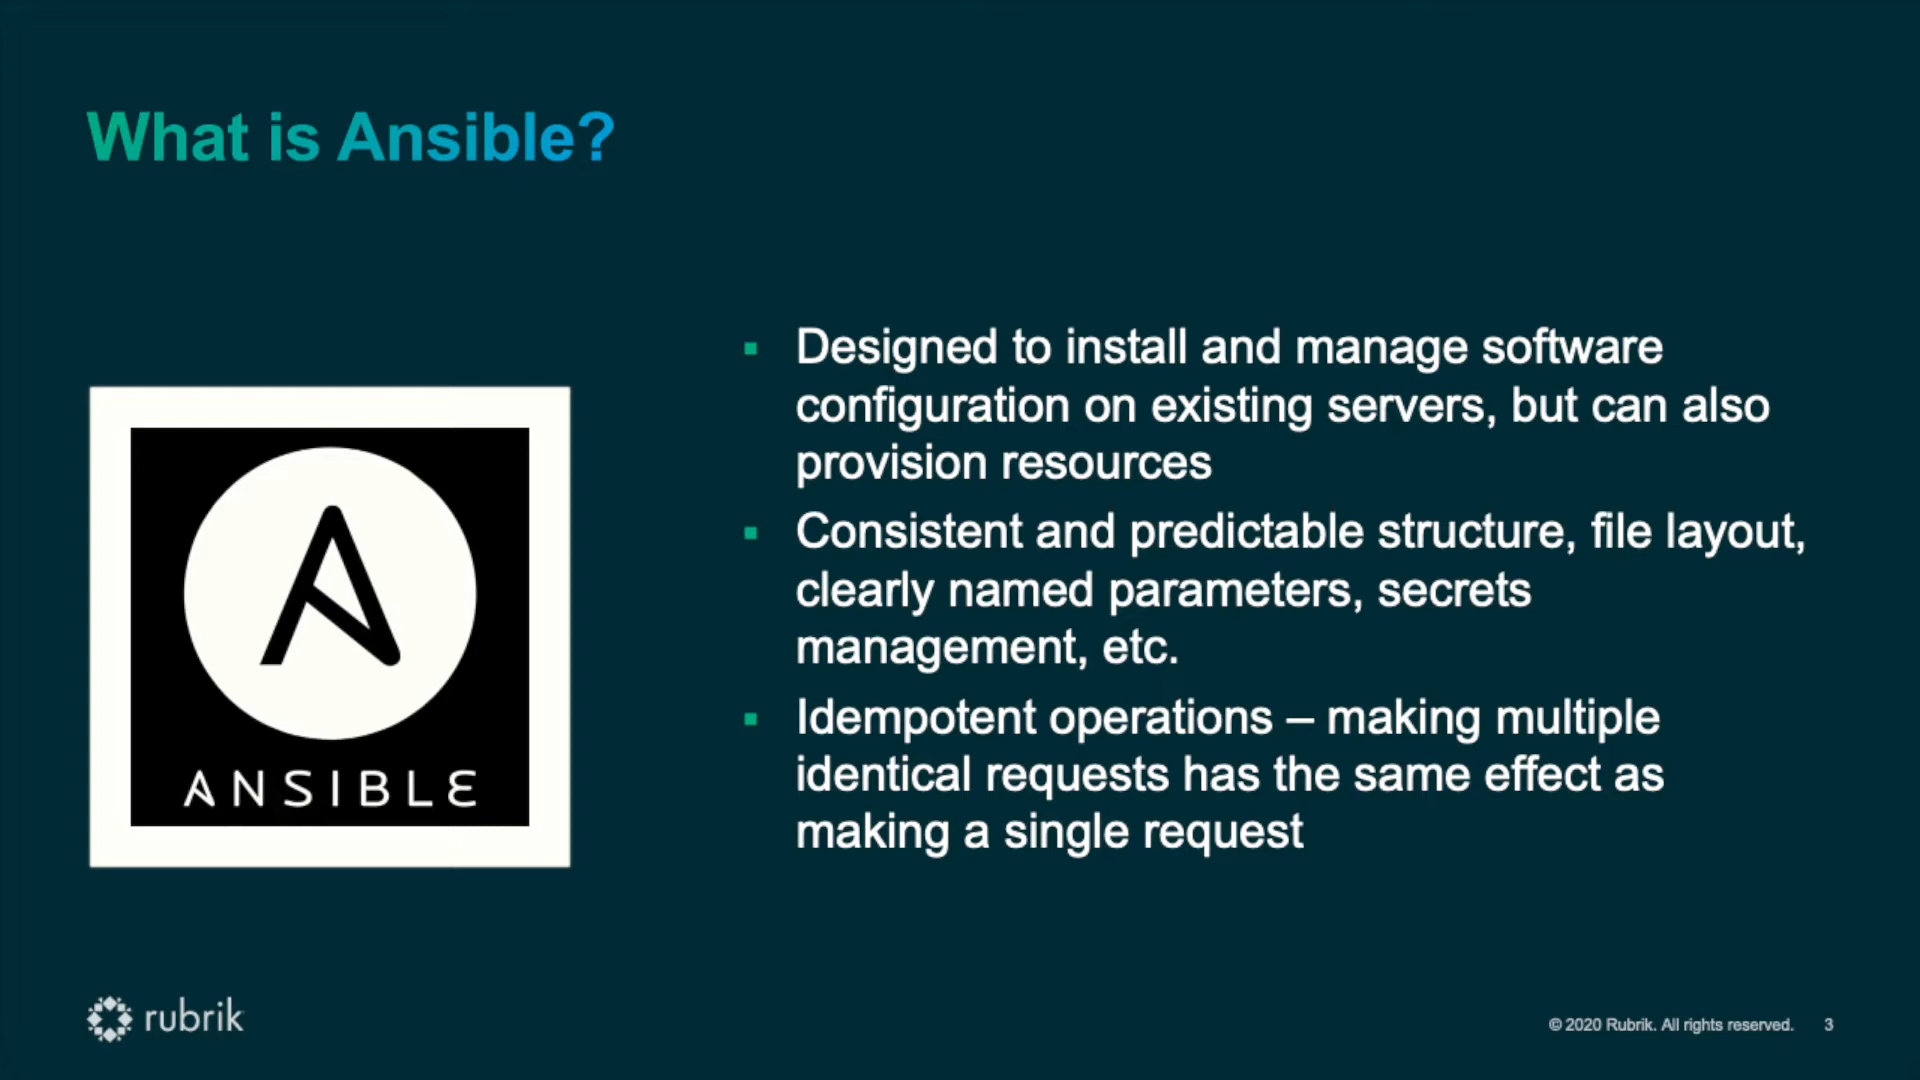 What is Ansible?
▪ Designed to install and manage software
configuration on existing servers, but can also
provision resources
▪ Consistent and predictable structure, file layout,
clearly named parameters, secrets
management, etc.
▪ Idempotent operations – making multiple
identical requests has the same effect as
making a single request
ANSIBLE
rubrik
© 2020 Rubrik. All rights reserved. 3